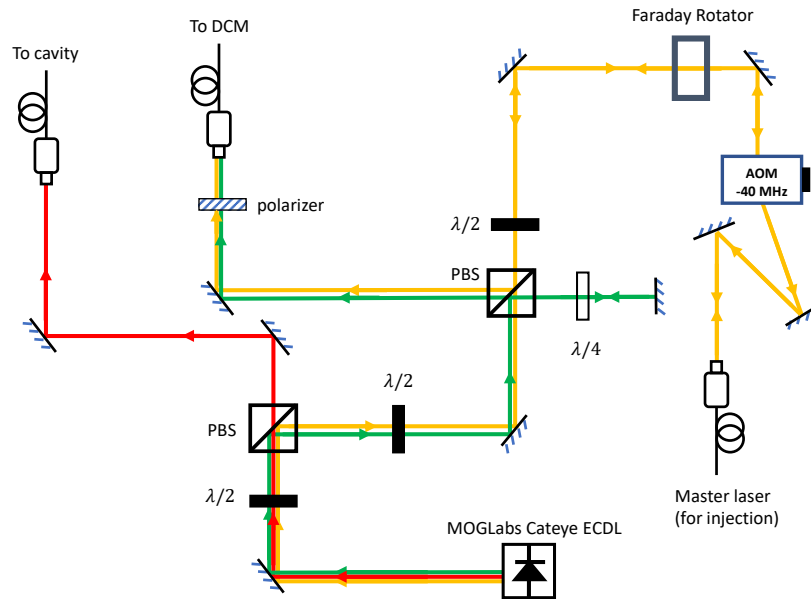 Faraday Rotator
To DCM
To cavity
AOM
-40 MHz
polarizer
λ/2
PBS
λ/4
λ/2
PBS
λ/2
Master laser
(for injection)
MOGLabs Cateye ECDL